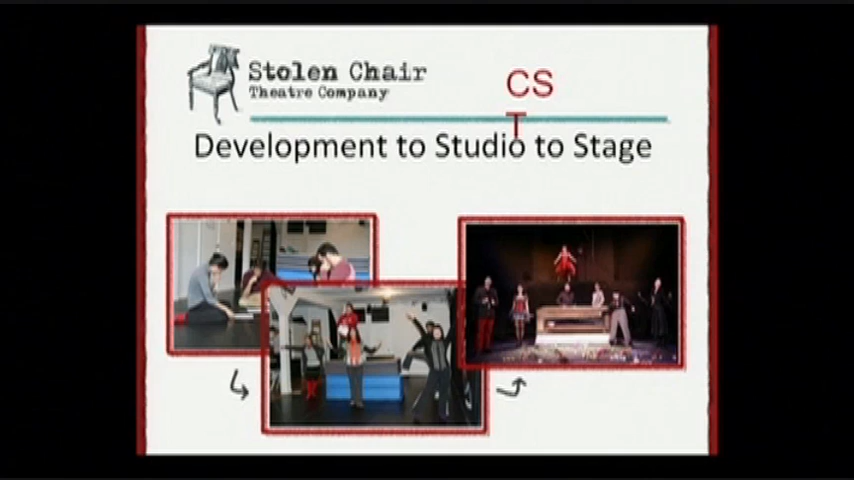 Stolen Chair
Theatre Company
CS
T
Development to Studio to Stage